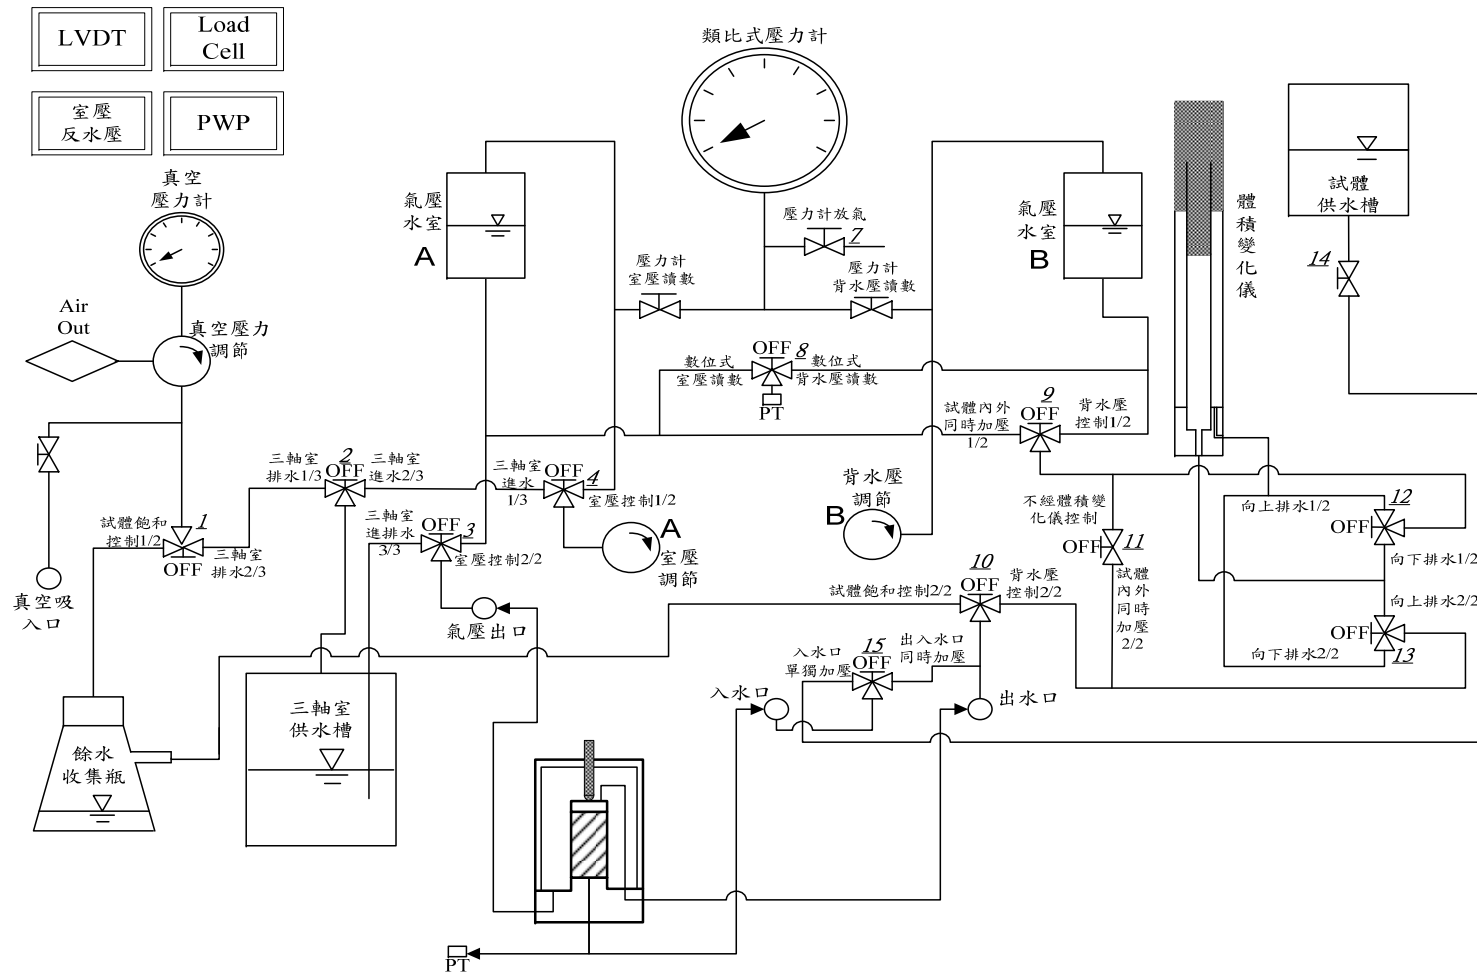 LVDT
Load
Cell
室壓
反水壓
PWP
真空
壓力計
真空壓力
調節
Air
Out
真空吸
入口
試體飽和
控制1/2
1
OFF
三軸室
排水2/3
三軸室
排水1/3
2
OFF
三軸室
進水2/3
三軸室
進排水
3/3
OFF
3
室壓控制2/2
三軸室
進水
1/3
OFF
4
室壓控制1/2
A
室壓
調節
氣壓出口
氣壓
水室
A
類比式壓力計
壓力計放氣
7
壓力計
室壓讀數
壓力計
背水壓讀數
數位式
室壓讀數
OFF
8
數位式
背水壓讀數
PT
氣壓
水室
B
背水壓
調節
B
試體內外
同時加壓
1/2
9
OFF
背水壓
控制1/2
體積變化儀
試體
供水槽
14
不經體積變
化儀控制
OFF
11
試體
內外
同時
加壓
2/2
向上排水1/2
12
OFF
向下排水1/2
向上排水2/2
OFF
13
向下排水2/2
試體飽和控制2/2
10
OFF
背水壓
控制2/2
入水口
單獨加壓
15
OFF
出入水口
同時加壓
入水口
出水口
三軸室
供水槽
餘水
收集瓶
PT